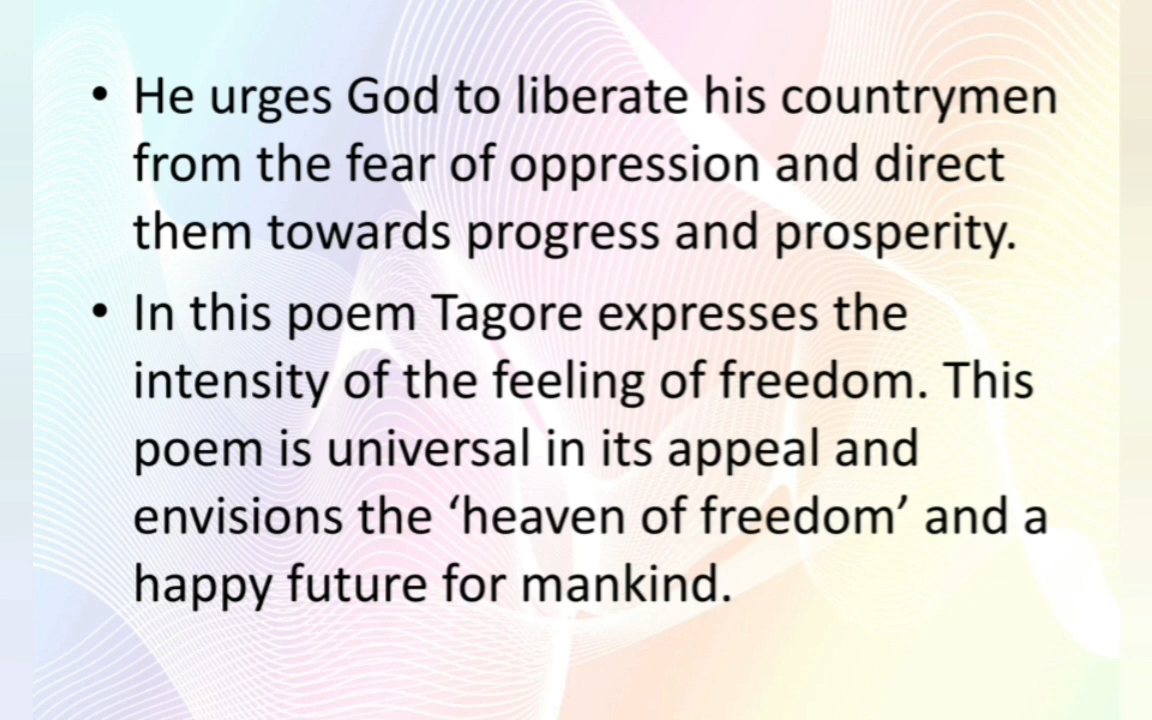 • He urges God to liberate his countrymen
from the fear of oppression and direct
them towards progress and prosperity.
• In this poem Tagore expresses the
intensity of the feeling of freedom. This
poem is universal in its appeal and
envisions the ‘heaven of freedom’ and a
happy future for mankind.